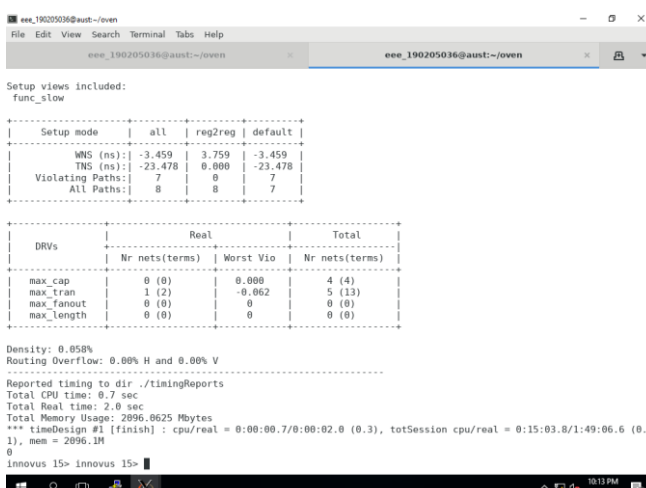 eee_190205036@aust:~/oven
File Edit View Search Terminal Tabs Help
eee_190205036@aust:~/oven × eee_190205036@aust:~/oven ×
Setup views included:
func_slow
+--------------------+---------+---------+---------+
| Setup mode | all | reg2reg | default |
+--------------------+---------+---------+---------+
| WNS (ns):| -3.459 | 3.759 | -3.459 |
| TNS (ns):| -23.478 | 0.000 | -23.478 |
| Violating Paths:| 7 | 0 | 7 |
| All Paths:| 8 | 8 | 7 |
+--------------------+---------+---------+---------+
+----------------+-------------------------------+------------------+
| | Real | Total |
| DRVs +------------------+------------+------------------|
| | Nr nets(terms) | Worst Vio | Nr nets(terms) |
+----------------+------------------+------------+------------------+
| max_cap | 0 (0) | 0.000 | 4 (4) |
| max_tran | 1 (2) | -0.062 | 5 (13) |
| max_fanout | 0 (0) | 0 | 0 (0) |
| max_length | 0 (0) | 0 | 0 (0) |
+----------------+------------------+------------+------------------+
Density: 0.058%
Routing Overflow: 0.00% H and 0.00% V
------------------------------------------------------------
Reported timing to dir ./timingReports
Total CPU time: 0.7 sec
Total Real time: 2.0 sec
Total Memory Usage: 2096.0625 Mbytes
*** timeDesign #1 [finish] : cpu/real = 0:00:00.7/0:00:02.0 (0.3), totSession cpu/real = 0:15:03.8/1:49:06.6 (0.
1), mem = 2096.1M
0
innovus 15> innovus 15>
10:13 PM